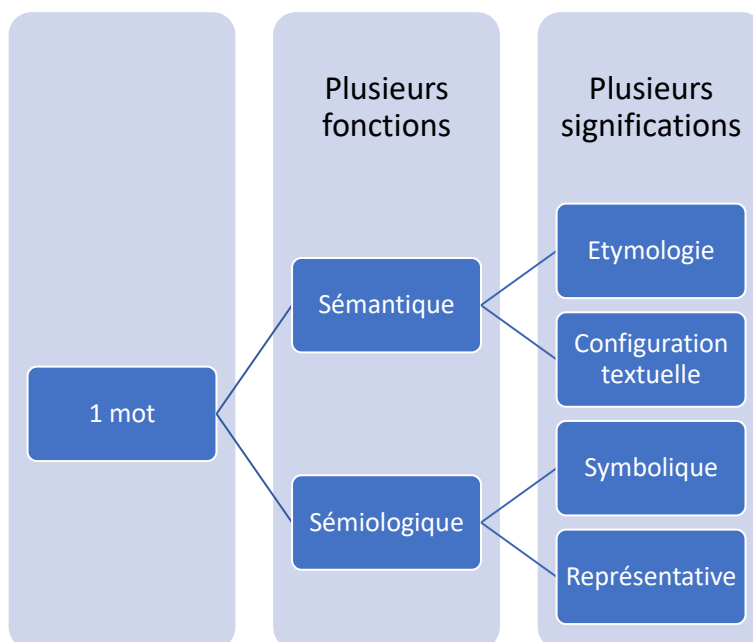 Plusieurs
fonctions
Plusieurs
significations
1 mot
Sémantique
Sémiologique
Etymologie
Configuration
textuelle
Symbolique
Représentative